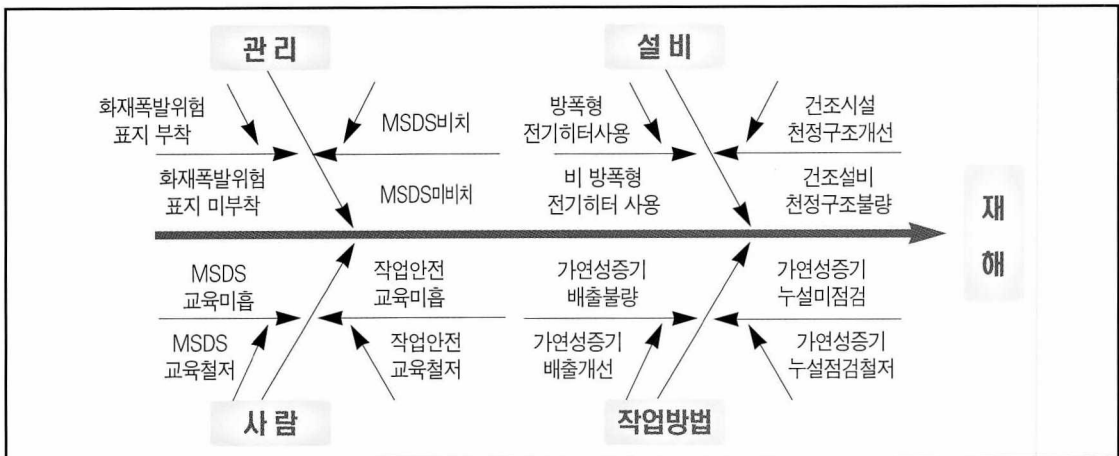 관 리
설 비
화재폭발위험
표지 부착
MSDS비치
방폭형
전기히터사용
건조시설
천정구조개선
화재폭발위험
표지 미부착
MSDS미비치
비 방폭형
전기히터 사용
건조설비
천정구조불량
재
해
MSDS
교육미흡
작업안전
교육미흡
가연성증기
배출불량
가연성증기
누설미점검
MSDS
교육철저
작업안전
교육철저
가연성증기
배출개선
가연성증기
누설점검철저
사 람
작업방법